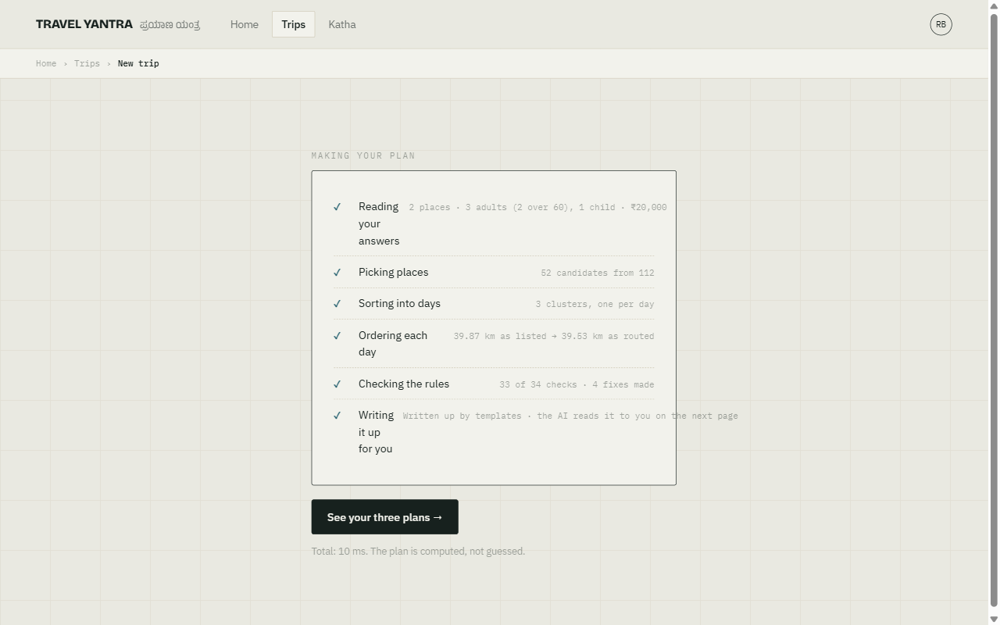 TRAVEL YANTRA ಪ್ರಯಾಣ ಯಂತ್ರ Home Trips Katha RB
Home › Trips › New trip
MAKING YOUR PLAN
✓ Reading your answers 2 places · 3 adults (2 over 60), 1 child · ₹20,000
✓ Picking places 52 candidates from 112
✓ Sorting into days 3 clusters, one per day
✓ Ordering each day 39.87 km as listed → 39.53 km as routed
✓ Checking the rules 33 of 34 checks · 4 fixes made
✓ Writing it up for you Written up by templates · the AI reads it to you on the next page
See your three plans →
Total: 10 ms. The plan is computed, not guessed.